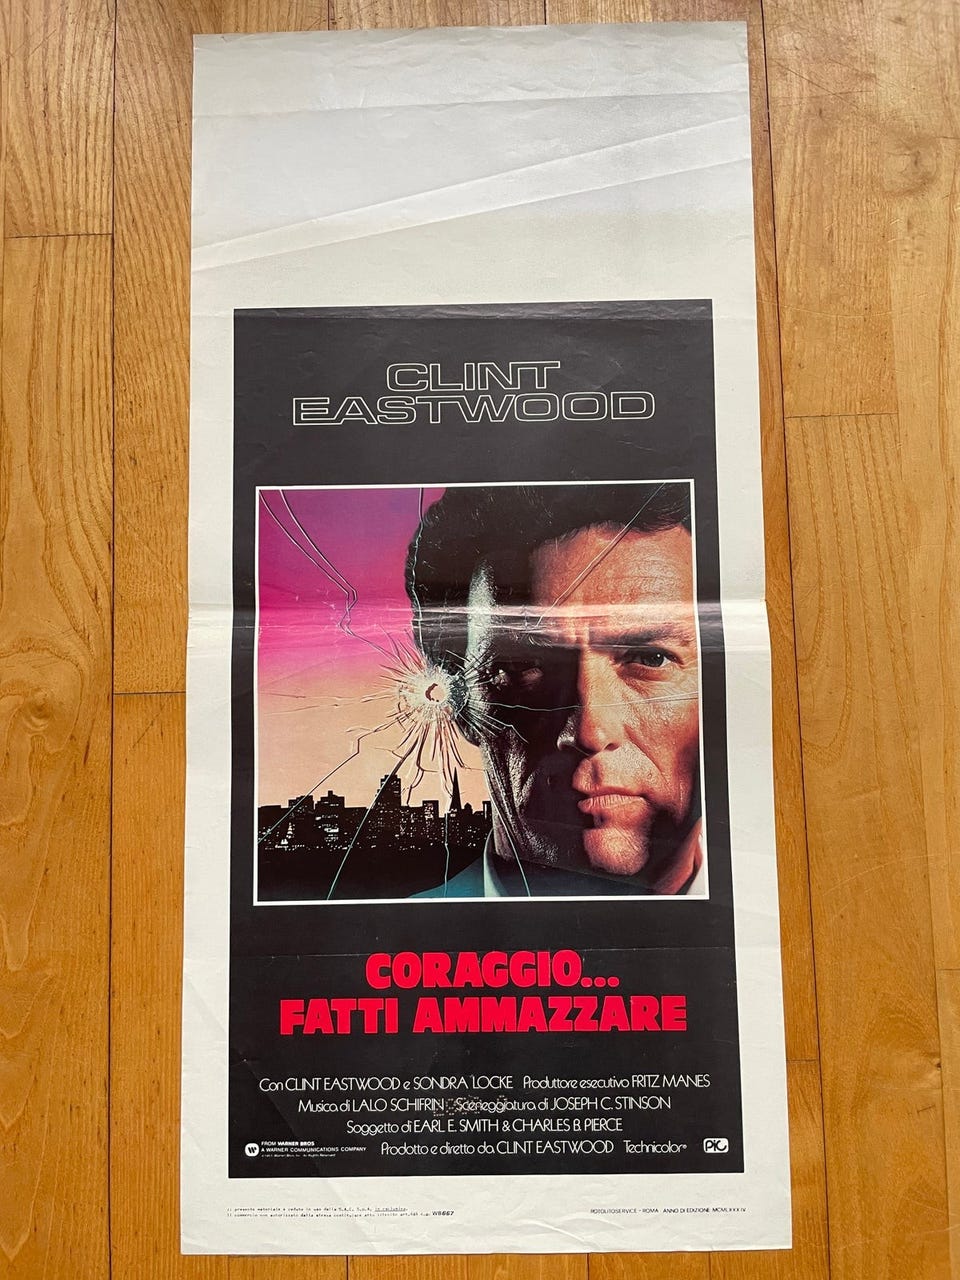 CLINT
EASTWOOD
CORAGGIO...
FATTI AMMAZZARE
Con CLINT EASTWOOD e SONDRA LOCKE Produttore esecutivo FRITZ MANES
Musica di LALO SCHIFRIN Sceneggiatura di JOSEPH C. STINSON
Soggetto di EARL E. SMITH & CHARLES B. PIERCE
Prodotto e diretto da CLINT EASTWOOD Technicolor®
W
FROM WARNER BROS
A WARNER COMMUNICATIONS COMPANY
PIC
WB667
ROTOLITOSERVICE - ROMA ANNO DI EDIZIONE MCMLXXXIV